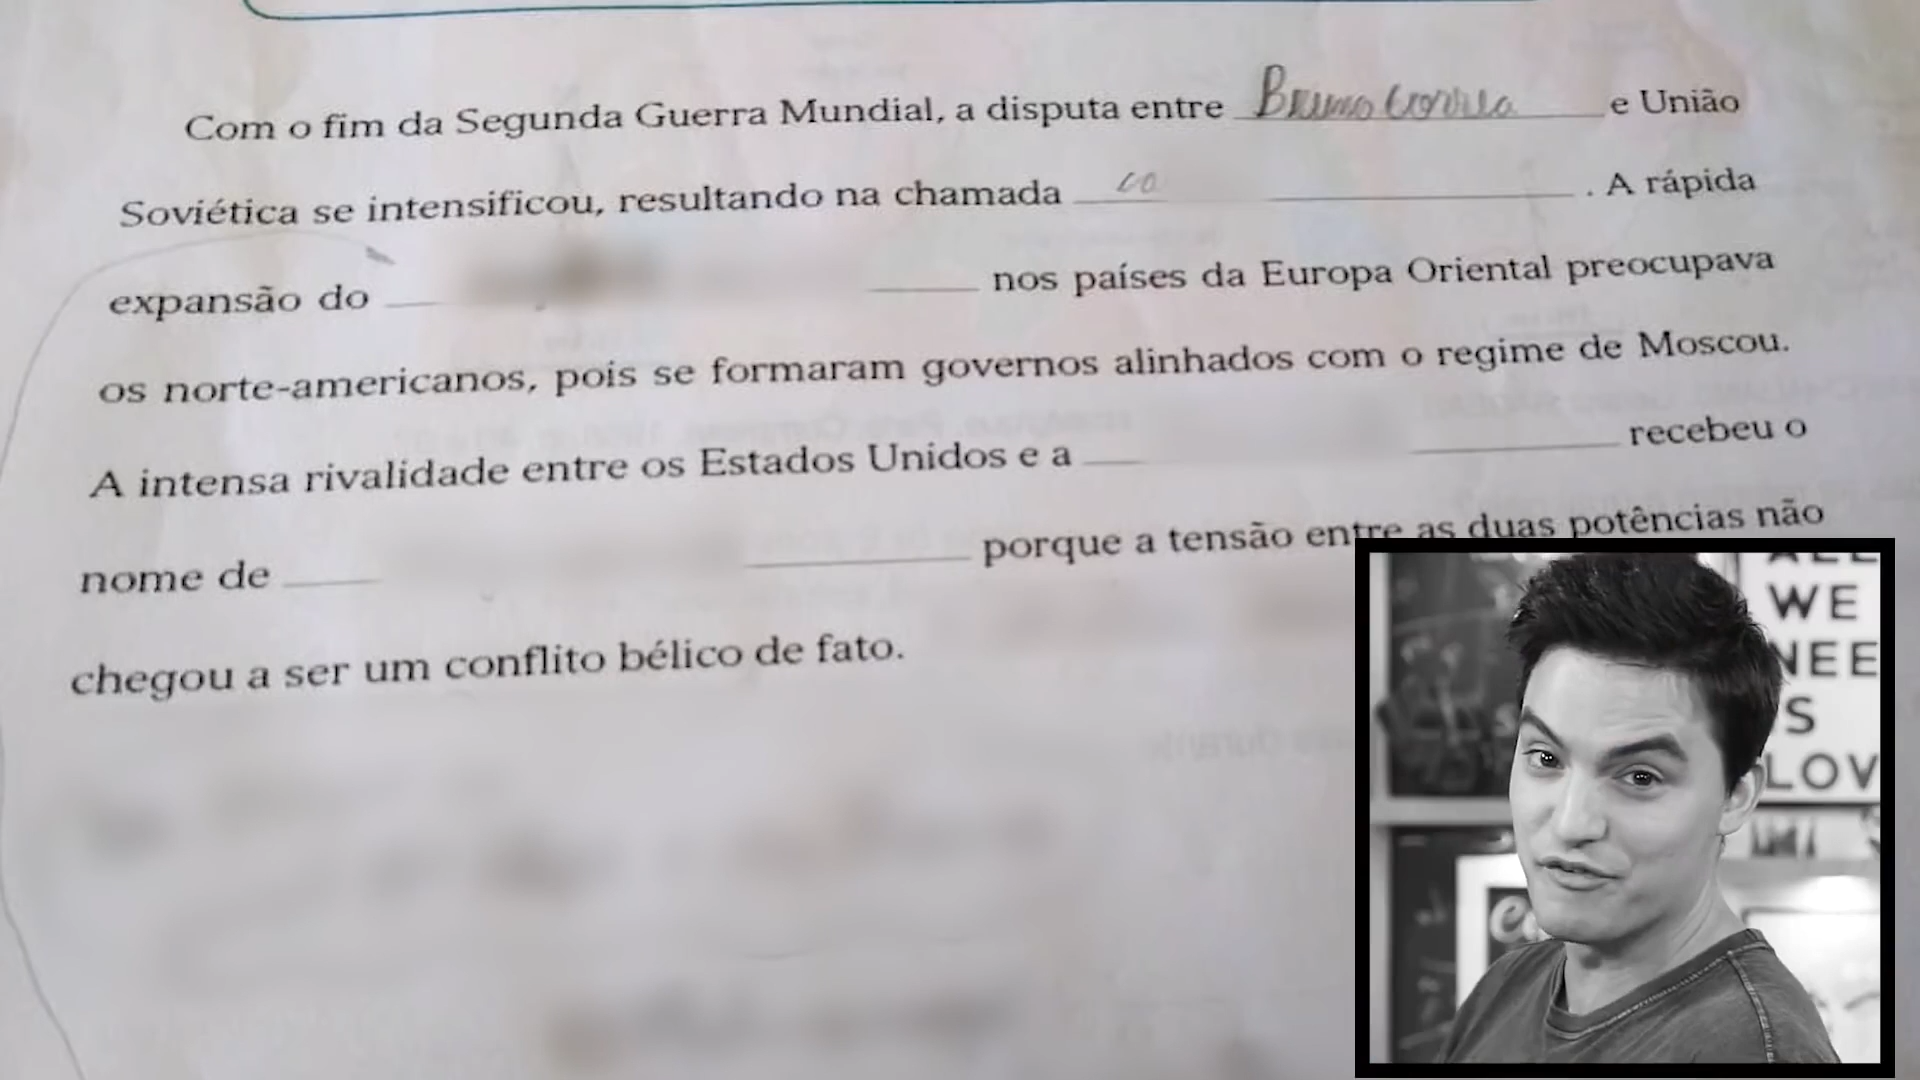 Com o fim da Segunda Guerra Mundial, a disputa entre Bruno Correa e União
Soviética se intensificou, resultando na chamada co . A rápida
expansão do nos países da Europa Oriental preocupava
os norte-americanos, pois se formaram governos alinhados com o regime de Moscou.
A intensa rivalidade entre os Estados Unidos e a recebeu o
nome de porque a tensão entre as duas potências não
chegou a ser um conflito bélico de fato.
ALL
WE
NEE
S
LOV